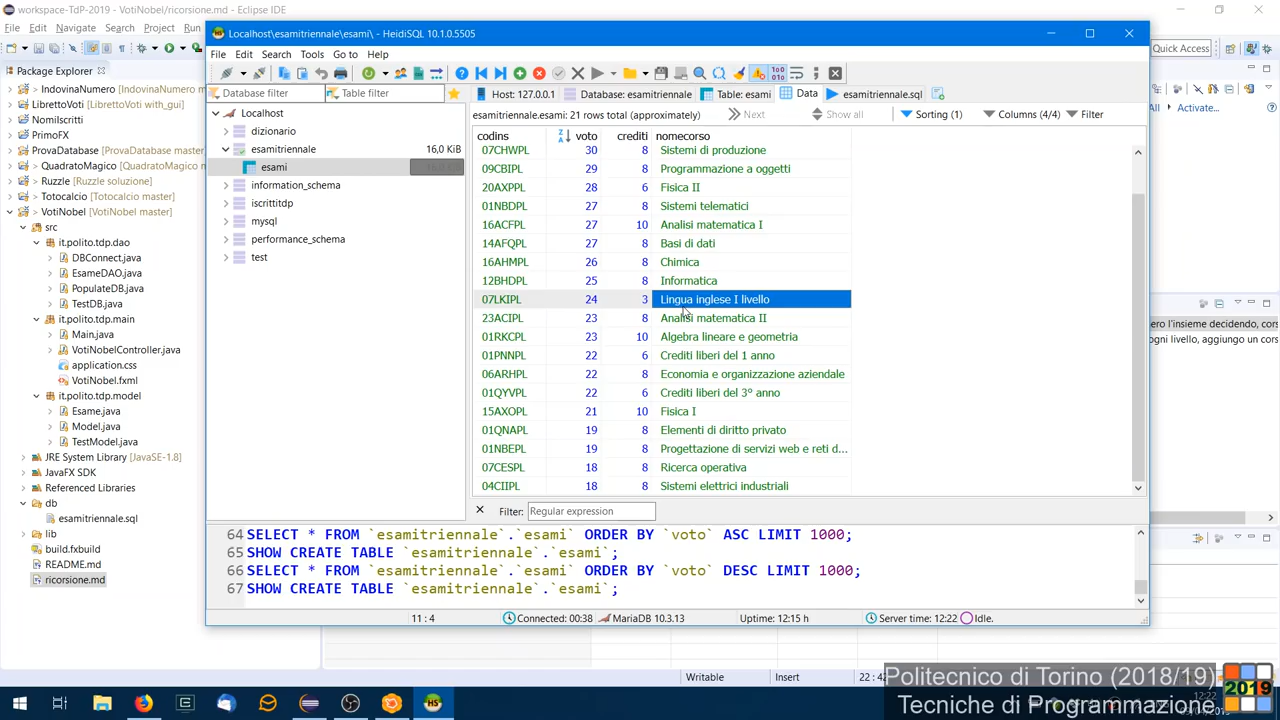 workspace-TdP-2019 - VotiNobel/ricorsione.md - Eclipse IDE
File Edit Navigate Search Project Run
Quick Access
Package Explorer
> IndovinaNumero
LibrettoVoti [LibrettoVoti with_gui]
> NomiIscritti
PrimoFX
ProvaDatabase [ProvaDatabase master]
> QuadratoMagico [QuadratoMagico
> Ruzzle [Ruzzle soluzione]
> Totocalcio [Totocalcio master]
> VotiNobel [VotiNobel master]
src
it.polito.tdp.dao
DBConnect.java
EsameDAO.java
PopulateDB.java
TestDB.java
it.polito.tdp.main
Main.java
VotiNobelController.java
application.css
VotiNobel.fxml
it.polito.tdp.model
Esame.java
Model.java
TestModel.java
JRE System Library [JavaSE-1.8]
JavaFX SDK
Referenced Libraries
db
esamitriennale.sql
lib
build.fxbuild
README.md
ricorsione.md
Localhost\esamitriennale\esami\ - HeidiSQL 10.1.0.5505
File Edit Search Tools Go to Help
Database filter Table filter
Host: 127.0.0.1 Database: esamitriennale Table: esami Data esamitriennale.sql
Localhost
dizionario
esamitriennale 16,0 KiB
esami
information_schema
iscrittitdp
mysql
performance_schema
test
esamitriennale.esami: 21 rows total (approximately) Next Show all Sorting (1) Columns (4/4) Filter
codins voto crediti nomecorso
07CHWPL 30 8 Sistemi di produzione
09CBIPL 29 8 Programmazione a oggetti
20AXPPL 28 6 Fisica II
01NBDPL 27 8 Sistemi telematici
16ACFPL 27 10 Analisi matematica I
14AFQPL 27 8 Basi di dati
16AHMPL 26 8 Chimica
12BHDPL 25 8 Informatica
07LKIPL 24 3 Lingua inglese I livello
23ACIPL 23 8 Analisi matematica II
01RKCPL 23 10 Algebra lineare e geometria
01PNNPL 22 6 Crediti liberi del 1 anno
06ARHPL 22 8 Economia e organizzazione aziendale
01QYVPL 22 6 Crediti liberi del 3° anno
15AXOPL 21 10 Fisica I
01QNAPL 19 8 Elementi di diritto privato
01NBEPL 19 8 Progettazione di servizi web e reti d...
07CESPL 18 8 Ricerca operativa
04CIIPL 18 8 Sistemi elettrici industriali
Filter: Regular expression
64 SELECT * FROM `esamitriennale`.`esami` ORDER BY `voto` ASC LIMIT 1000;
65 SHOW CREATE TABLE `esamitriennale`.`esami`;
66 SELECT * FROM `esamitriennale`.`esami` ORDER BY `voto` DESC LIMIT 1000;
67 SHOW CREATE TABLE `esamitriennale`.`esami`;
11 : 4 Connected: 00:38 MariaDB 10.3.13 Uptime: 12:15 h Server time: 12:22 Idle.
All Activate...
ero l'insieme decidendo, cor
ogni livello, aggiungo un cors
Writable Insert 22 : 4
Politecnico di Torino (2018/19)
Tecniche di Programmazione
2019
12:22